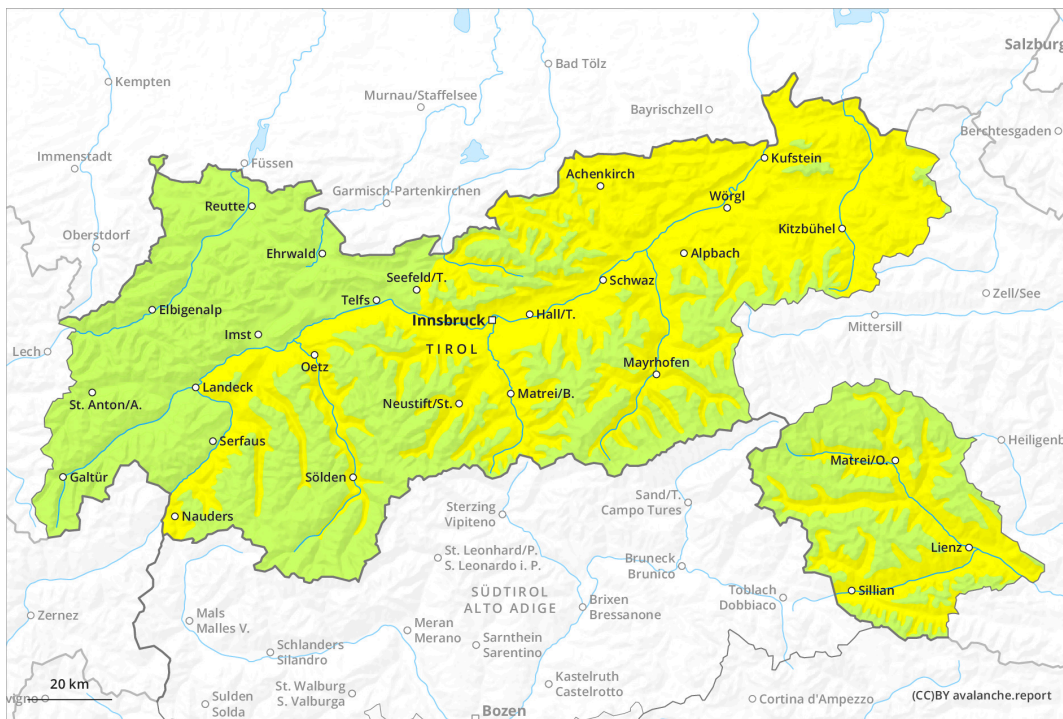 Salzburg
Kempten
Bad Tölz
Murnau/Staffelsee
Bayrischzell
Berchtesgaden
Immenstadt
Füssen
Kufstein
Achenkirch
Garmisch-Partenkirchen
Reutte
Wörgl
Oberstdorf
Ehrwald
Kitzbühel
Alpbach
Seefeld/T.
Schwaz
Zell/See
Telfs
Elbigenalp
Innsbruck
Hall/T.
Mittersill
Imst
Lech
TIROL
Oetz
Mayrhofen
Landeck
St. Anton/A.
Neustift/St.
Matrei/B.
Serfaus
Heiligenb
Matrei/O.
Galtür
Sölden
Sand/T.
Campo Tures
Nauders
Sterzing
Vipiteno
Lienz
St. Leonhard/P.
S. Leonardo i. P.
Bruneck
Brunico
SÜDTIROL
ALTO ADIGE
Toblach
Dobbiaco
Sillian
Zernez
Mals
Malles V.
Brixen
Bressanone
Meran
Merano
Schlanders
Silandro
Sarnthein
Sarentino
20 km
St. Walburg
S. Valburga
Kastelruth
Castelrotto
vigno
Sulden
Solda
Cortina d'Ampezzo
(CC)BY avalanche.report
Bozen